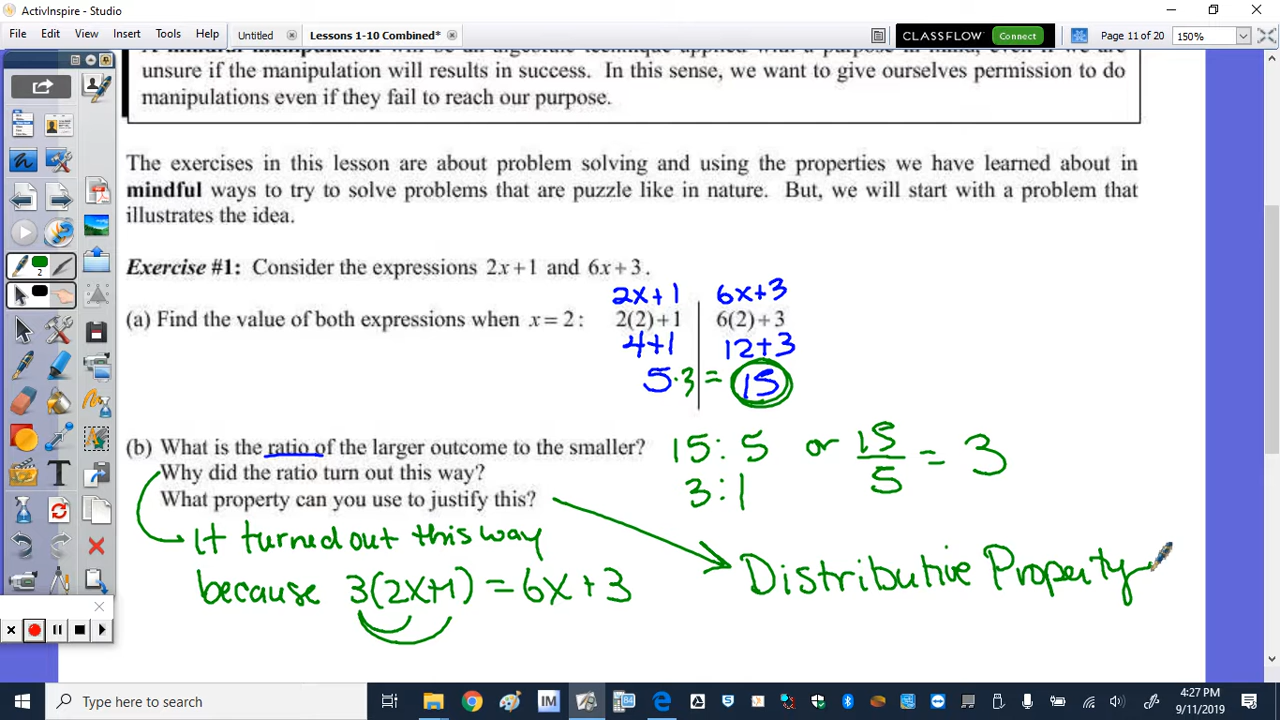 ActivInspire - Studio
File Edit View Insert Tools Help Untitled Lessons 1-10 Combined* CLASSFLOW Connect Page 11 of 20 150%
unsure if the manipulation will results in success. In this sense, we want to give ourselves permission to do
manipulations even if they fail to reach our purpose.
The exercises in this lesson are about problem solving and using the properties we have learned about in
mindful ways to try to solve problems that are puzzle like in nature. But, we will start with a problem that
illustrates the idea.
Exercise #1: Consider the expressions 2x+1 and 6x+3.
2x+1 6x+3
(a) Find the value of both expressions when x=2: 2(2)+1 6(2)+3
4+1 12+3
5·3 = 15
(b) What is the ratio of the larger outcome to the smaller? 15:5 or 15/5 = 3
Why did the ratio turn out this way?
3:1
What property can you use to justify this?
It turned out this way
because 3(2x+1) = 6x+3
Distributive Property
2
T
IM
Type here to search
4:27 PM
9/11/2019